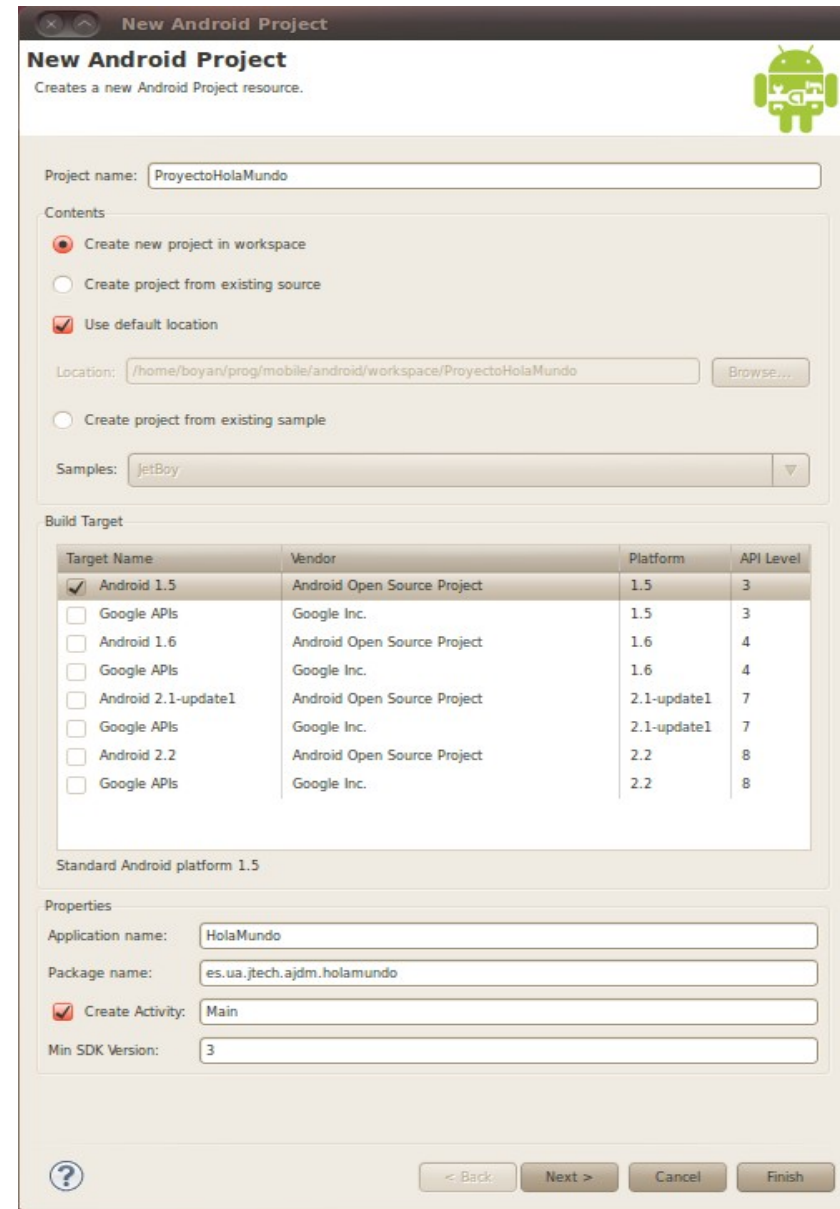 New Android Project
New Android Project
Creates a new Android Project resource.
Project name: ProyectoHolaMundo
Contents
Create new project in workspace
Create project from existing source
Use default location
Location: /home/boyan/prog/mobile/android/workspace/ProyectoHolaMundo Browse...
Create project from existing sample
Samples: JetBoy
Build Target
Target Name Vendor Platform API Level
Android 1.5 Android Open Source Project 1.5 3
Google APIs Google Inc. 1.5 3
Android 1.6 Android Open Source Project 1.6 4
Google APIs Google Inc. 1.6 4
Android 2.1-update1 Android Open Source Project 2.1-update1 7
Google APIs Google Inc. 2.1-update1 7
Android 2.2 Android Open Source Project 2.2 8
Google APIs Google Inc. 2.2 8
Standard Android platform 1.5
Properties
Application name: HolaMundo
Package name: es.ua.jtech.ajdm.holamundo
Create Activity: Main
Min SDK Version: 3
? < Back Next > Cancel Finish